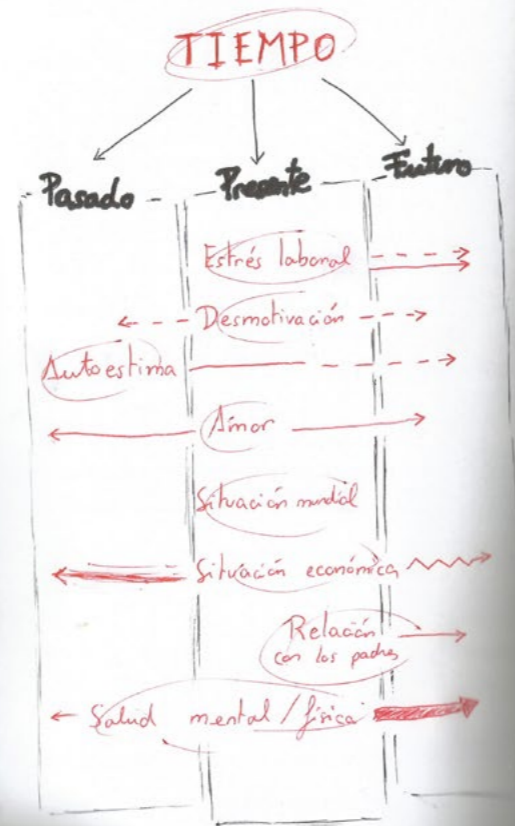 TIEMPO
Pasado
Presente
Futuro
Estrés laboral
Desmotivación
Autoestima
Amor
Situación mundial
Situación económica
Relación
con los padres
Salud mental / física